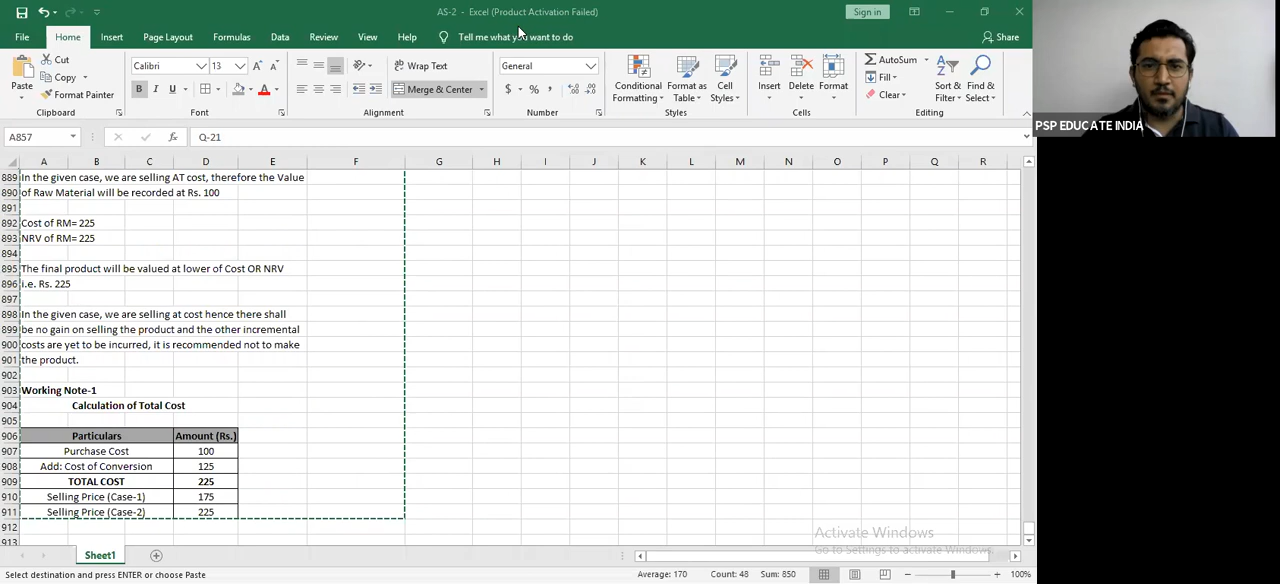 AS-2 - Excel (Product Activation Failed)
Sign in
File Home Insert Page Layout Formulas Data Review View Help Tell me what you want to do Share
Paste
Cut
Copy
Format Painter
Clipboard
Calibri 13
B I U
Font
Wrap Text
Merge & Center
Alignment
General
$ % ,
Number
Conditional Formatting
Format as Table
Cell Styles
Styles
Insert Delete Format
Cells
AutoSum
Fill
Clear
Sort & Filter
Find & Select
Editing
PSP EDUCATE INDIA
A857 fx Q-21
A B C D E F G H I J K L M N O P Q R
889 In the given case, we are selling AT cost, therefore the Value
890 of Raw Material will be recorded at Rs. 100
891
892 Cost of RM= 225
893 NRV of RM= 225
894
895 The final product will be valued at lower of Cost OR NRV
896 i.e. Rs. 225
897
898 In the given case, we are selling at cost hence there shall
899 be no gain on selling the product and the other incremental
900 costs are yet to be incurred, it is recommended not to make
901 the product.
902
903 Working Note-1
904 Calculation of Total Cost
905
906 Particulars Amount (Rs.)
907 Purchase Cost 100
908 Add: Cost of Conversion 125
909 TOTAL COST 225
910 Selling Price (Case-1) 175
911 Selling Price (Case-2) 225
912
913
Activate Windows
Go to Settings to activate Windows.
Sheet1
Select destination and press ENTER or choose Paste
Average: 170 Count: 48 Sum: 850
100%